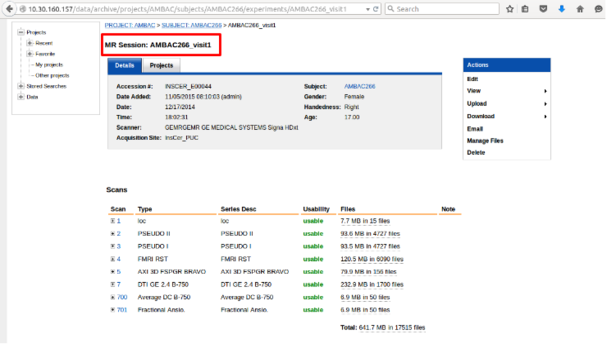 10.30.160.157/data/archive/projects/AMBAC/subjects/AMBAC266/experiments/AMBAC266_visit1
Search
PROJECT: AMBAC > SUBJECT: AMBAC266 > AMBAC266_visit1
Projects
Recent
Favorite
My projects
Other projects
Stored Searches
Data
MR Session: AMBAC266_visit1
Details Projects
Accession #: INSCER_E00044 Subject: AMBAC266
Date Added: 11/05/2015 08:10:03 (admin) Gender: Female
Date: 12/17/2014 Handedness: Right
Time: 18:02:31 Age: 17.00
Scanner: GEMRGEMR GE MEDICAL SYSTEMS Signa HDxt
Acquisition Site: InsCer_PUC
Actions
Edit
View
Upload
Download
Email
Manage Files
Delete
Scans
Scan Type Series Desc Usability Files Note
1 loc loc usable 7.7 MB in 15 files
2 PSEUDO II PSEUDO II usable 93.6 MB in 4727 files
3 PSEUDO I PSEUDO I usable 93.5 MB in 4727 files
4 FMRI RST FMRI RST usable 120.5 MB in 6090 files
5 AXI 3D FSPGR BRAVO AXI 3D FSPGR BRAVO usable 79.9 MB in 156 files
7 DTI GE 2.4 B-750 DTI GE 2.4 B-750 usable 232.9 MB in 1700 files
700 Average DC B-750 Average DC B-750 usable 6.9 MB in 50 files
701 Fractional Aniso. Fractional Aniso. usable 6.9 MB in 50 files
Total: 641.7 MB in 17515 files